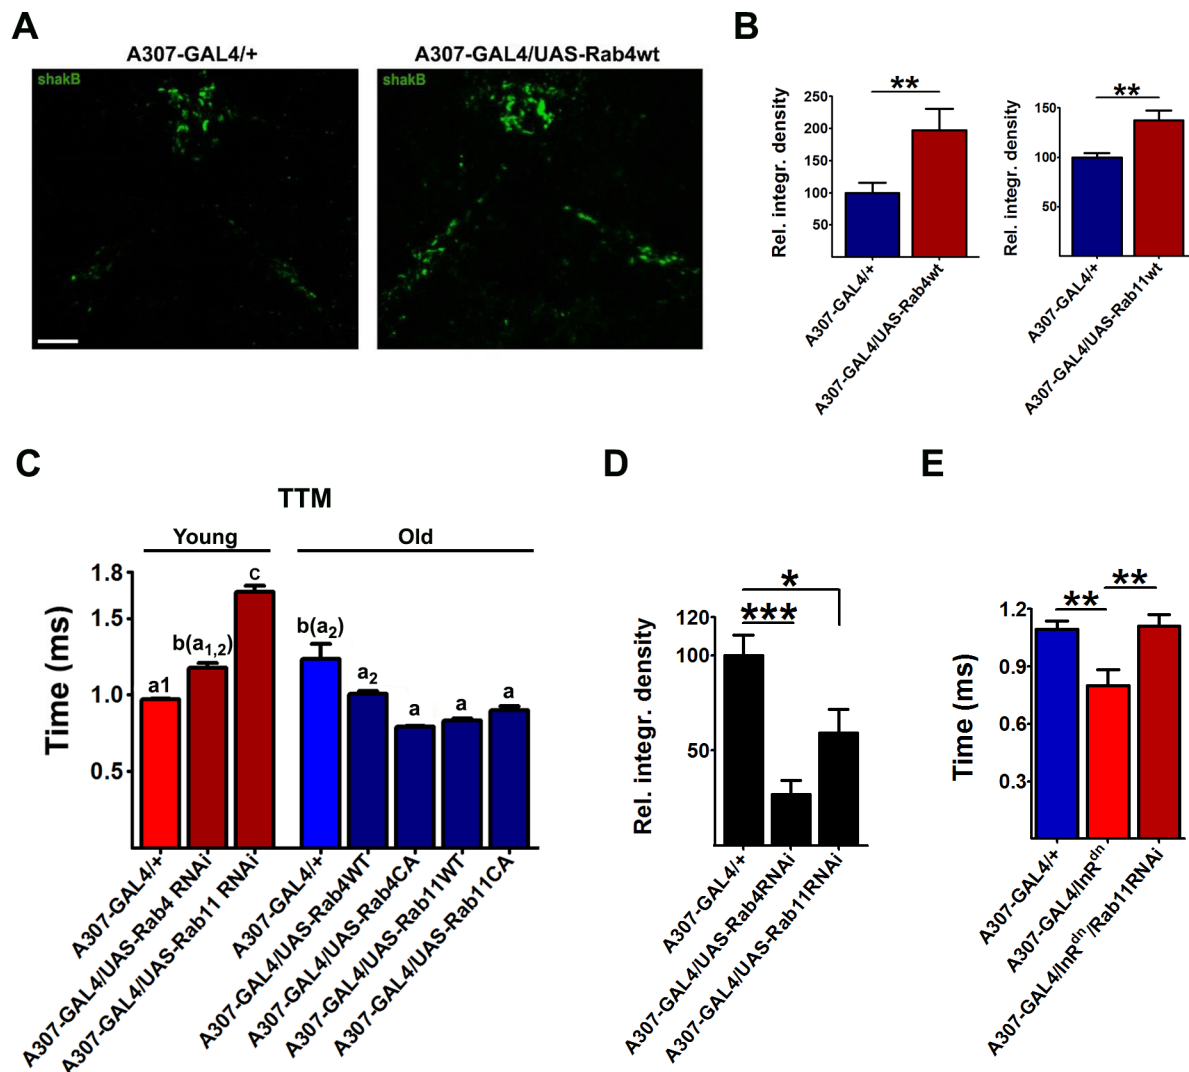 A
A307-GAL4/+
A307-GAL4/UAS-Rab4wt
shakB
shakB
B
Rel. integr. density
250
200
150
100
50
**
A307-GAL4/+
A307-GAL4/UAS-Rab4wt
Rel. integr. density
150
100
50
**
A307-GAL4/+
A307-GAL4/UAS-Rab11wt
C
TTM
Young
Old
Time (ms)
1.8
1.5
1.0
0.5
a1
b(a1,2)
c
b(a2)
a2
a
a
a
A307-GAL4/+
A307-GAL4/UAS-Rab4 RNAi
A307-GAL4/UAS-Rab11 RNAi
A307-GAL4/+
A307-GAL4/UAS-Rab4WT
A307-GAL4/UAS-Rab4CA
A307-GAL4/UAS-Rab11WT
A307-GAL4/UAS-Rab11CA
D
Rel. integr. density
120
100
50
*
***
A307-GAL4/+
A307-GAL4/UAS-Rab4RNAi
A307-GAL4/UAS-Rab11RNAi
E
Time (ms)
1.2
0.9
0.6
0.3
**
**
A307-GAL4/+
A307-GAL4/InRdn
A307-GAL4/InRdn/Rab11RNAi